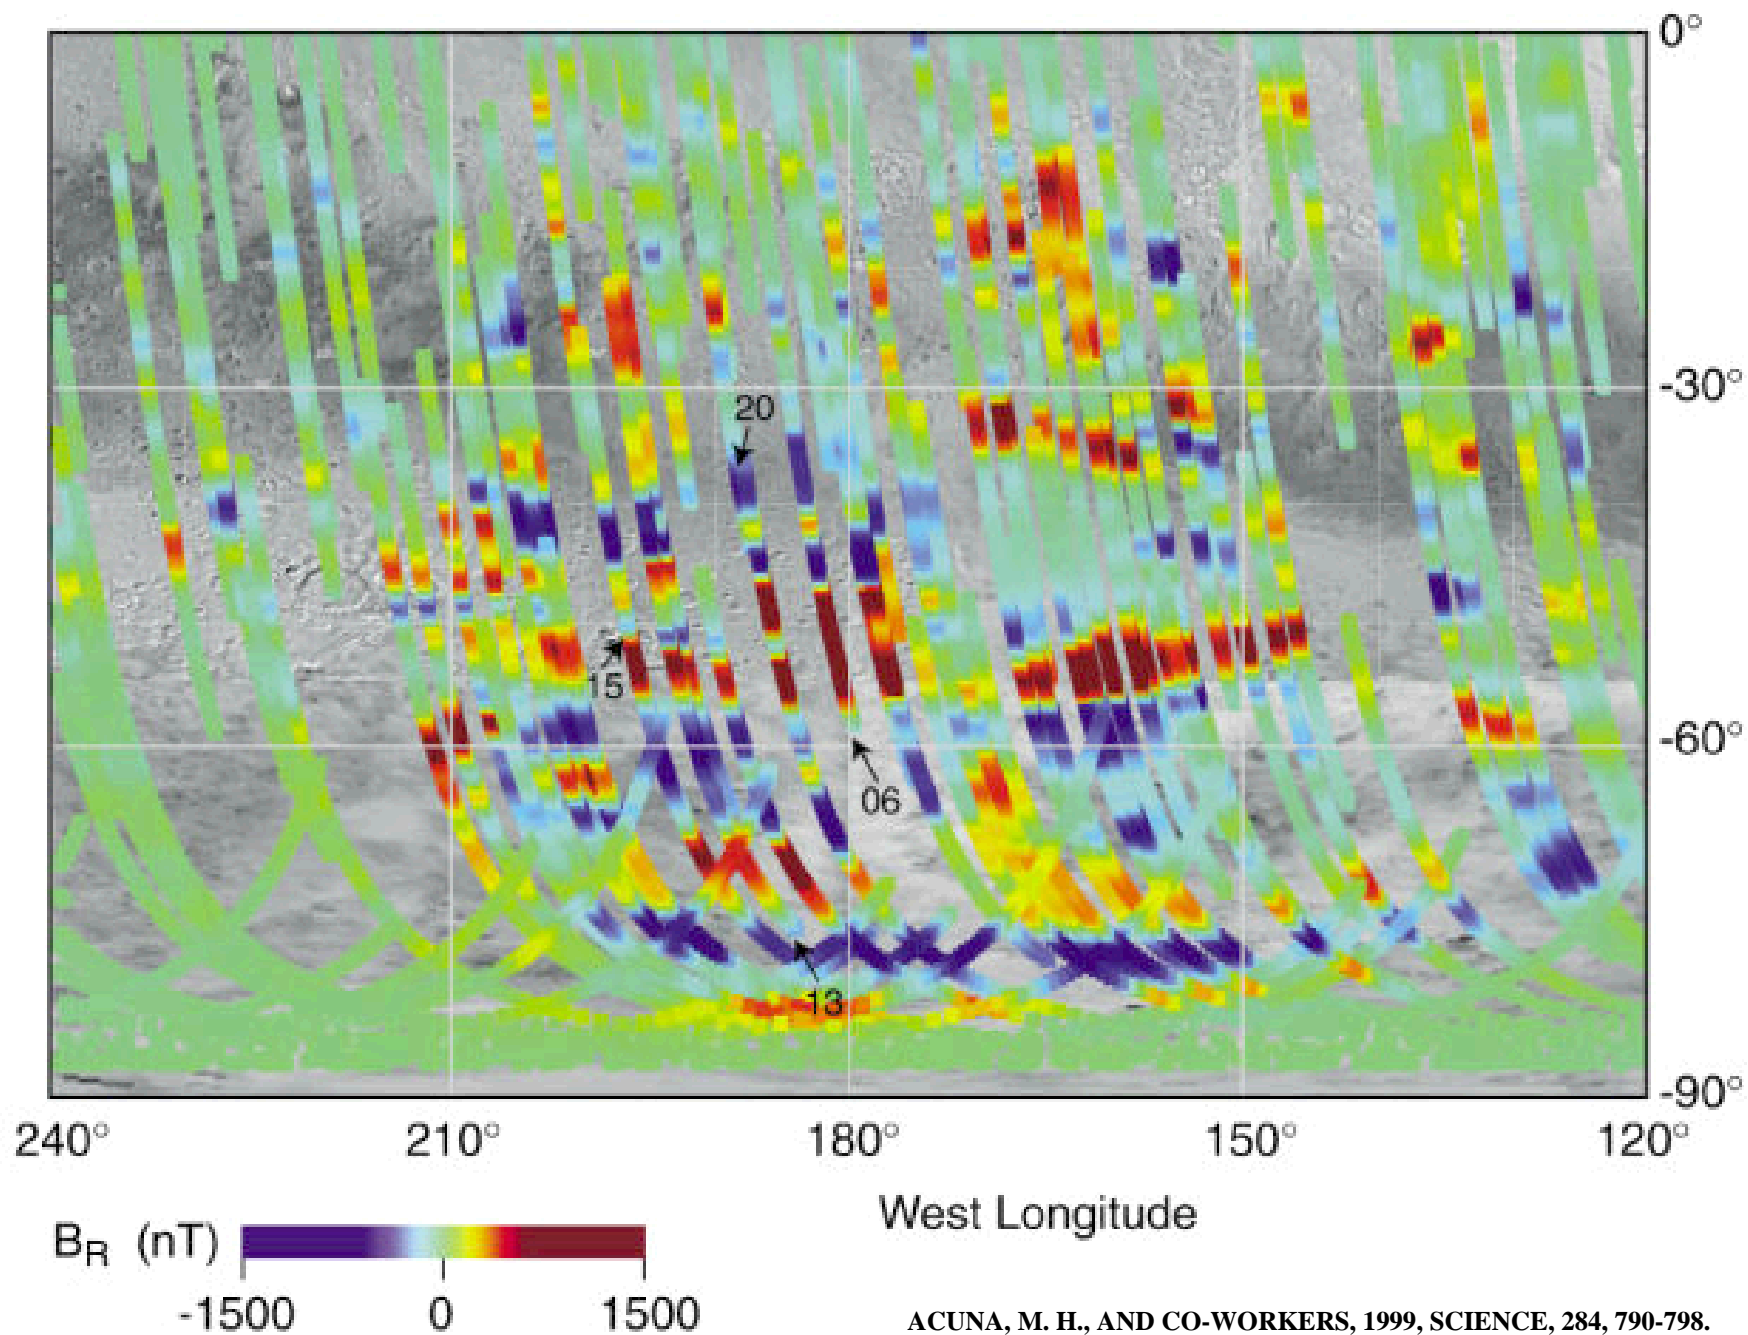 0°
-30°
20
15
-60°
06
13
-90°
240° 210° 180° 150° 120°
West Longitude
BR (nT)
-1500 0 1500
ACUNA, M. H., AND CO-WORKERS, 1999, SCIENCE, 284, 790-798.